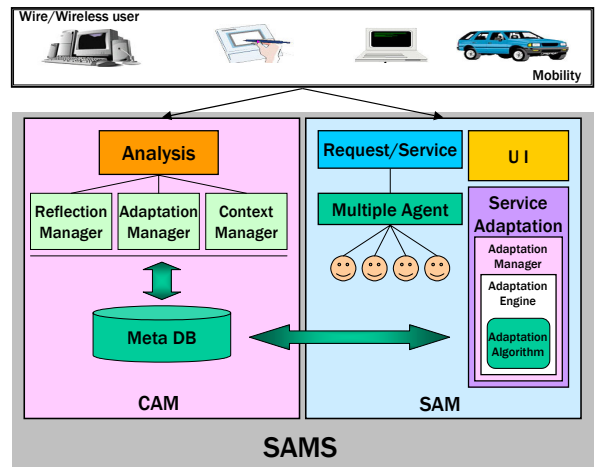 Wire/Wireless user
Mobility
Analysis
Reflection
Manager
Adaptation
Manager
Context
Manager
Meta DB
CAM
Request/Service
U I
Multiple Agent
Service
Adaptation
Adaptation
Manager
Adaptation
Engine
Adaptation
Algorithm
SAM
SAMS